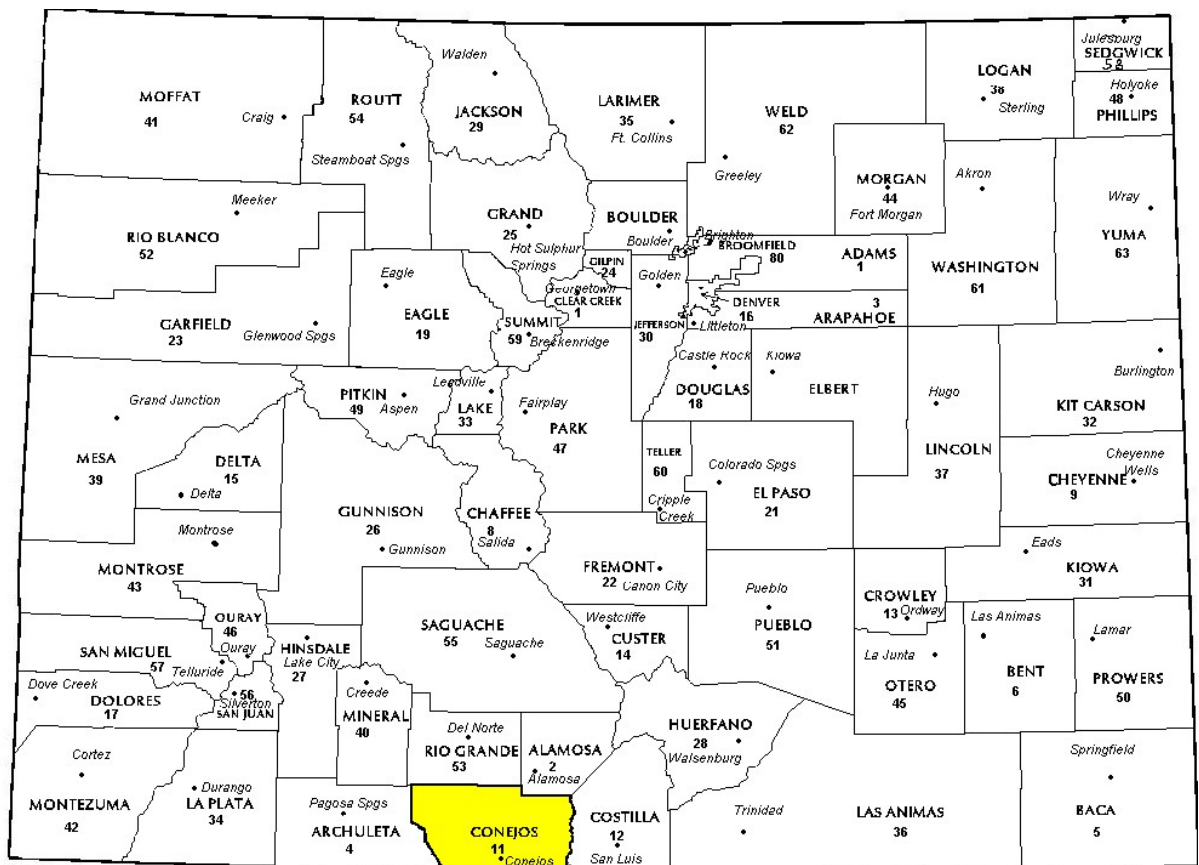 Julesburg
SEDGWICK
58
Walden
LOGAN
38
Sterling
Holyoke
48
PHILLIPS
MOFFAT
41
Craig
ROUTT
54
Steamboat Spgs
JACKSON
29
LARIMER
35
Ft. Collins
WELD
62
Greeley
MORGAN
44
Fort Morgan
Akron
Wray
YUMA
63
Meeker
RIO BLANCO
52
GRAND
25
Hot Sulphur
Springs
BOULDER
Boulder
Brighton
BROOMFIELD
80
ADAMS
1
WASHINGTON
61
GILPIN
24
Golden
Eagle
EAGLE
19
Georgetown
CLEAR CREEK
1
DENVER
16
3
ARAPAHOE
GARFIELD
23
Glenwood Spgs
SUMMIT
59
Breckenridge
JEFFERSON
30
Littleton
Castle Rock
DOUGLAS
18
Kiowa
ELBERT
Burlington
KIT CARSON
32
Grand Junction
PITKIN
49
Aspen
Leadville
LAKE
33
Fairplay
PARK
47
Hugo
LINCOLN
37
MESA
39
DELTA
15
Delta
TELLER
60
Cripple
Creek
Colorado Spgs
EL PASO
21
Cheyenne
Wells
CHEYENNE
9
GUNNISON
26
Gunnison
CHAFFEE
8
Salida
Montrose
MONTROSE
43
FREMONT
22
Canon City
Eads
KIOWA
31
OURAY
46
Ouray
HINSDALE
Lake City
27
SAGUACHE
55
Saguache
Westcliffe
CUSTER
14
Pueblo
PUEBLO
51
CROWLEY
13
Ordway
Las Animas
BENT
6
Lamar
PROWERS
50
SAN MIGUEL
57
Telluride
La Junta
OTERO
45
Dove Creek
DOLORES
17
56
Silverton
SAN JUAN
Creede
MINERAL
40
Del Norte
RIO GRANDE
53
ALAMOSA
2
Alamosa
HUERFANO
28
Walsenburg
Cortez
MONTEZUMA
42
Durango
LA PLATA
34
Pagosa Spgs
ARCHULETA
4
CONEJOS
11
Conejos
COSTILLA
12
San Luis
Trinidad
LAS ANIMAS
36
Springfield
BACA
5